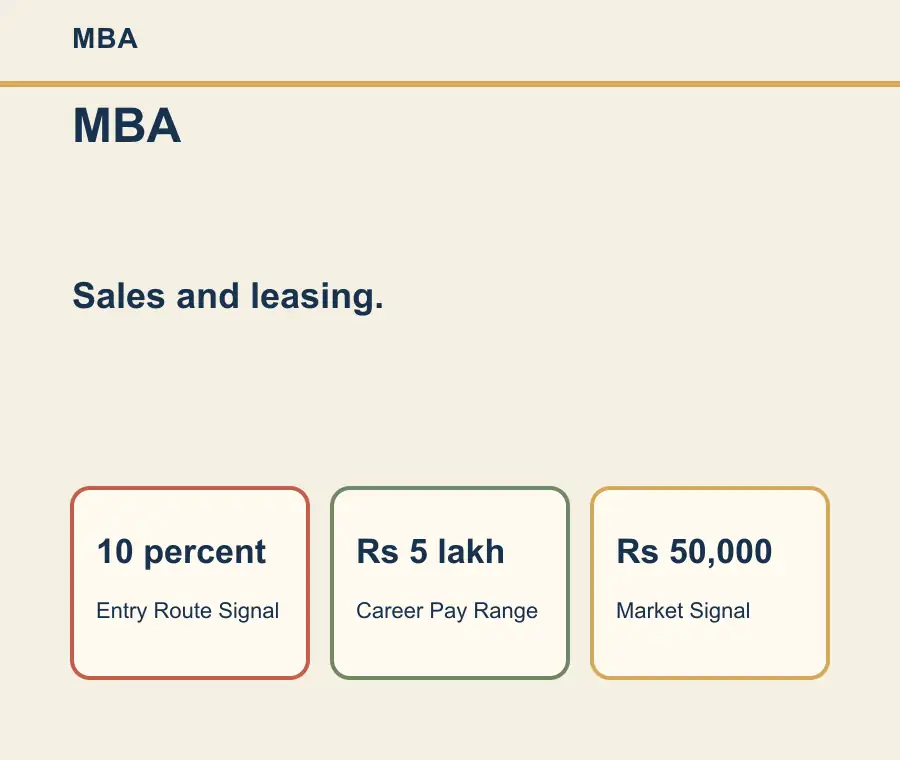 MBA
MBA
Sales and leasing.
10 percent
Entry Route Signal
Rs 5 lakh
Career Pay Range
Rs 50,000
Market Signal